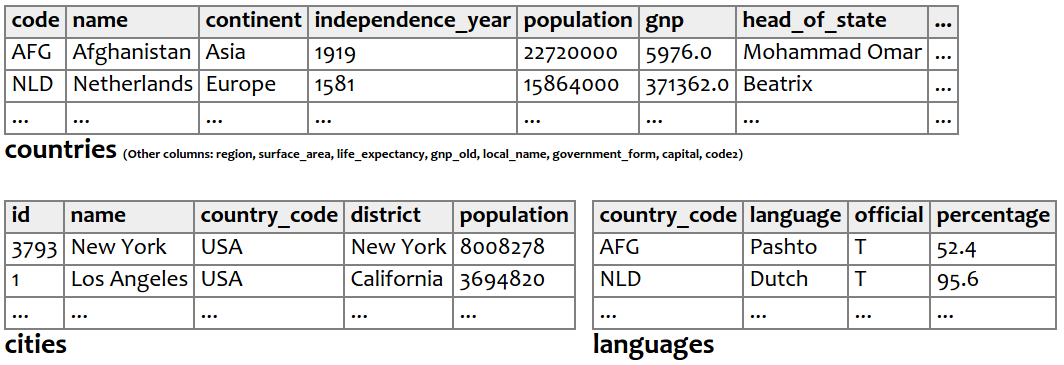 code name continent independence_year population gnp head_of_state ...
AFG Afghanistan Asia 1919 22720000 5976.0 Mohammad Omar ...
NLD Netherlands Europe 1581 15864000 371362.0 Beatrix ...
... ... ... ... ... ... ... ...
countries (Other columns: region, surface_area, life_expectancy, gnp_old, local_name, government_form, capital, code2)
id name country_code district population
3793 New York USA New York 8008278
1 Los Angeles USA California 3694820
... ... ... ... ...
cities
country_code language official percentage
AFG Pashto T 52.4
NLD Dutch T 95.6
... ... ... ...
languages